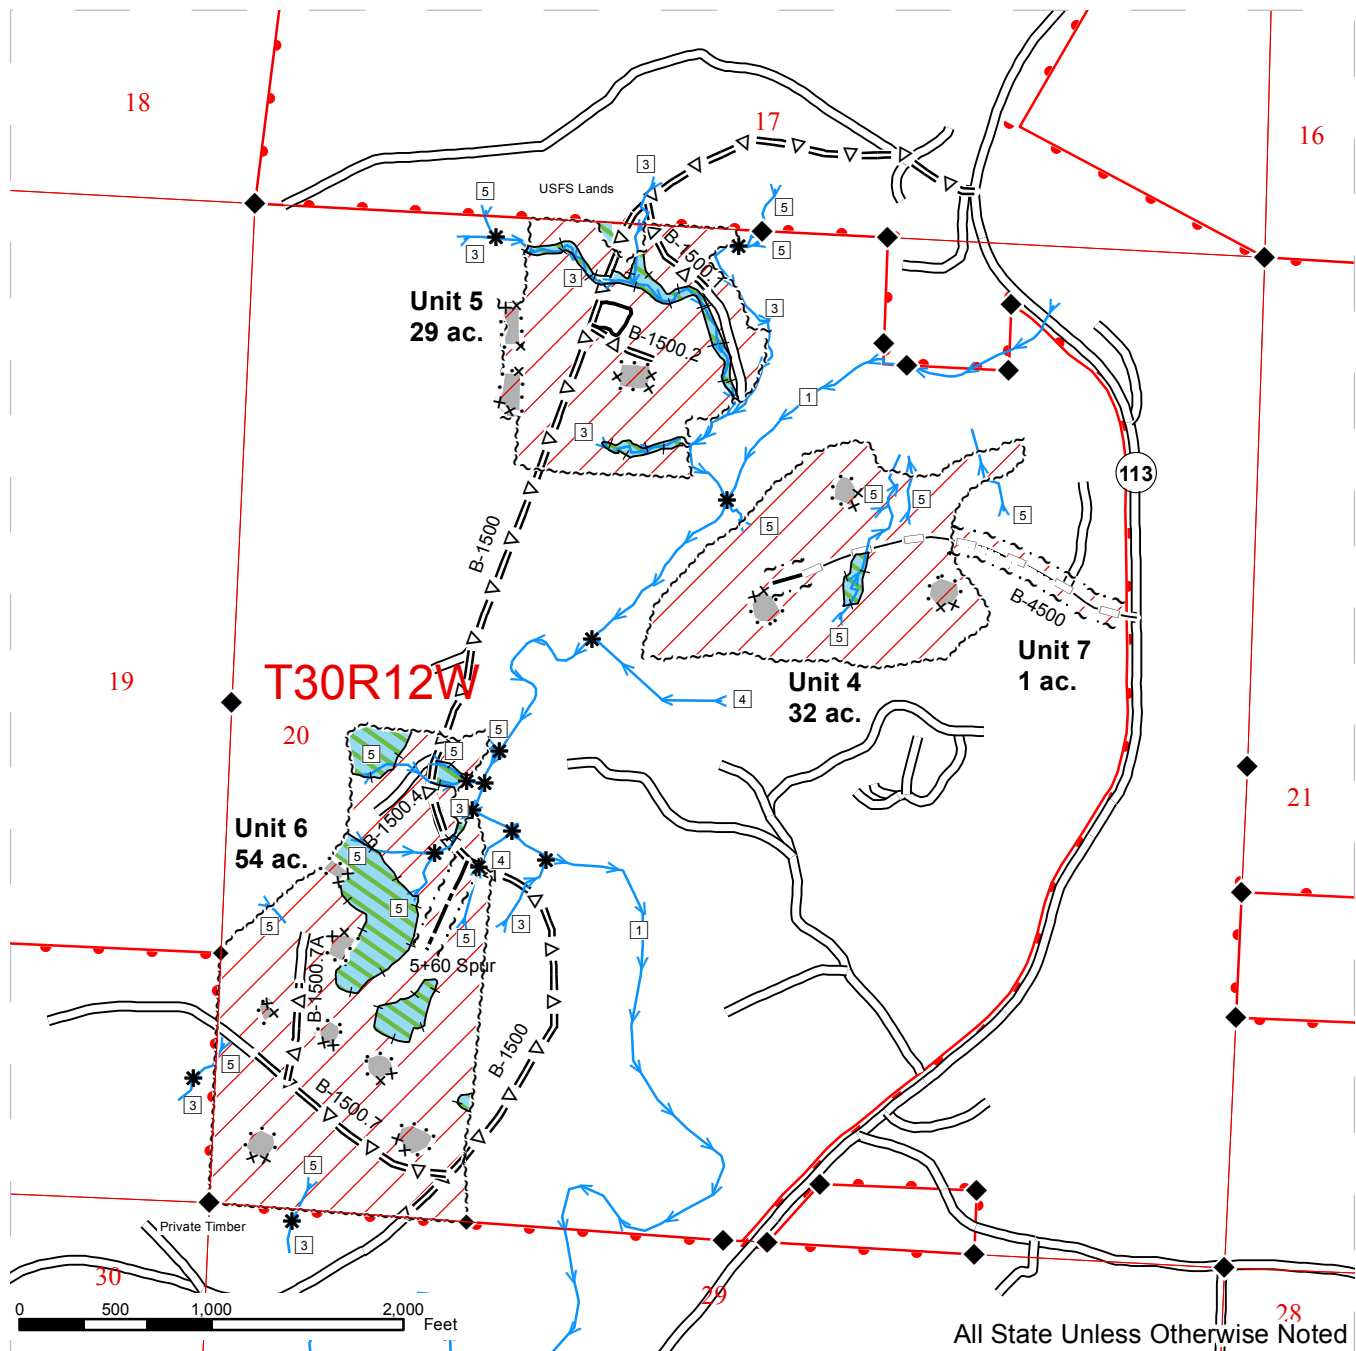 18
17
16
3
5
USFS Lands
5
3
5
B-1500.7
3
3
Unit 5
29 ac.
B-1500.2
1
3
113
5
5
5
5
B-1500
B-4500
5
Unit 7
1 ac.
19
T30R12W
Unit 4
32 ac.
4
20
5
5
5
21
B-1500.4
3
Unit 6
54 ac.
5
4
5
5
3
1
5
5+60 Spur
B-1500.7A
B-1500
5
3
B-1500.7
5
Private Timber
3
30
29
28
0 500 1,000 2,000
Feet
All State Unless Otherwise Noted